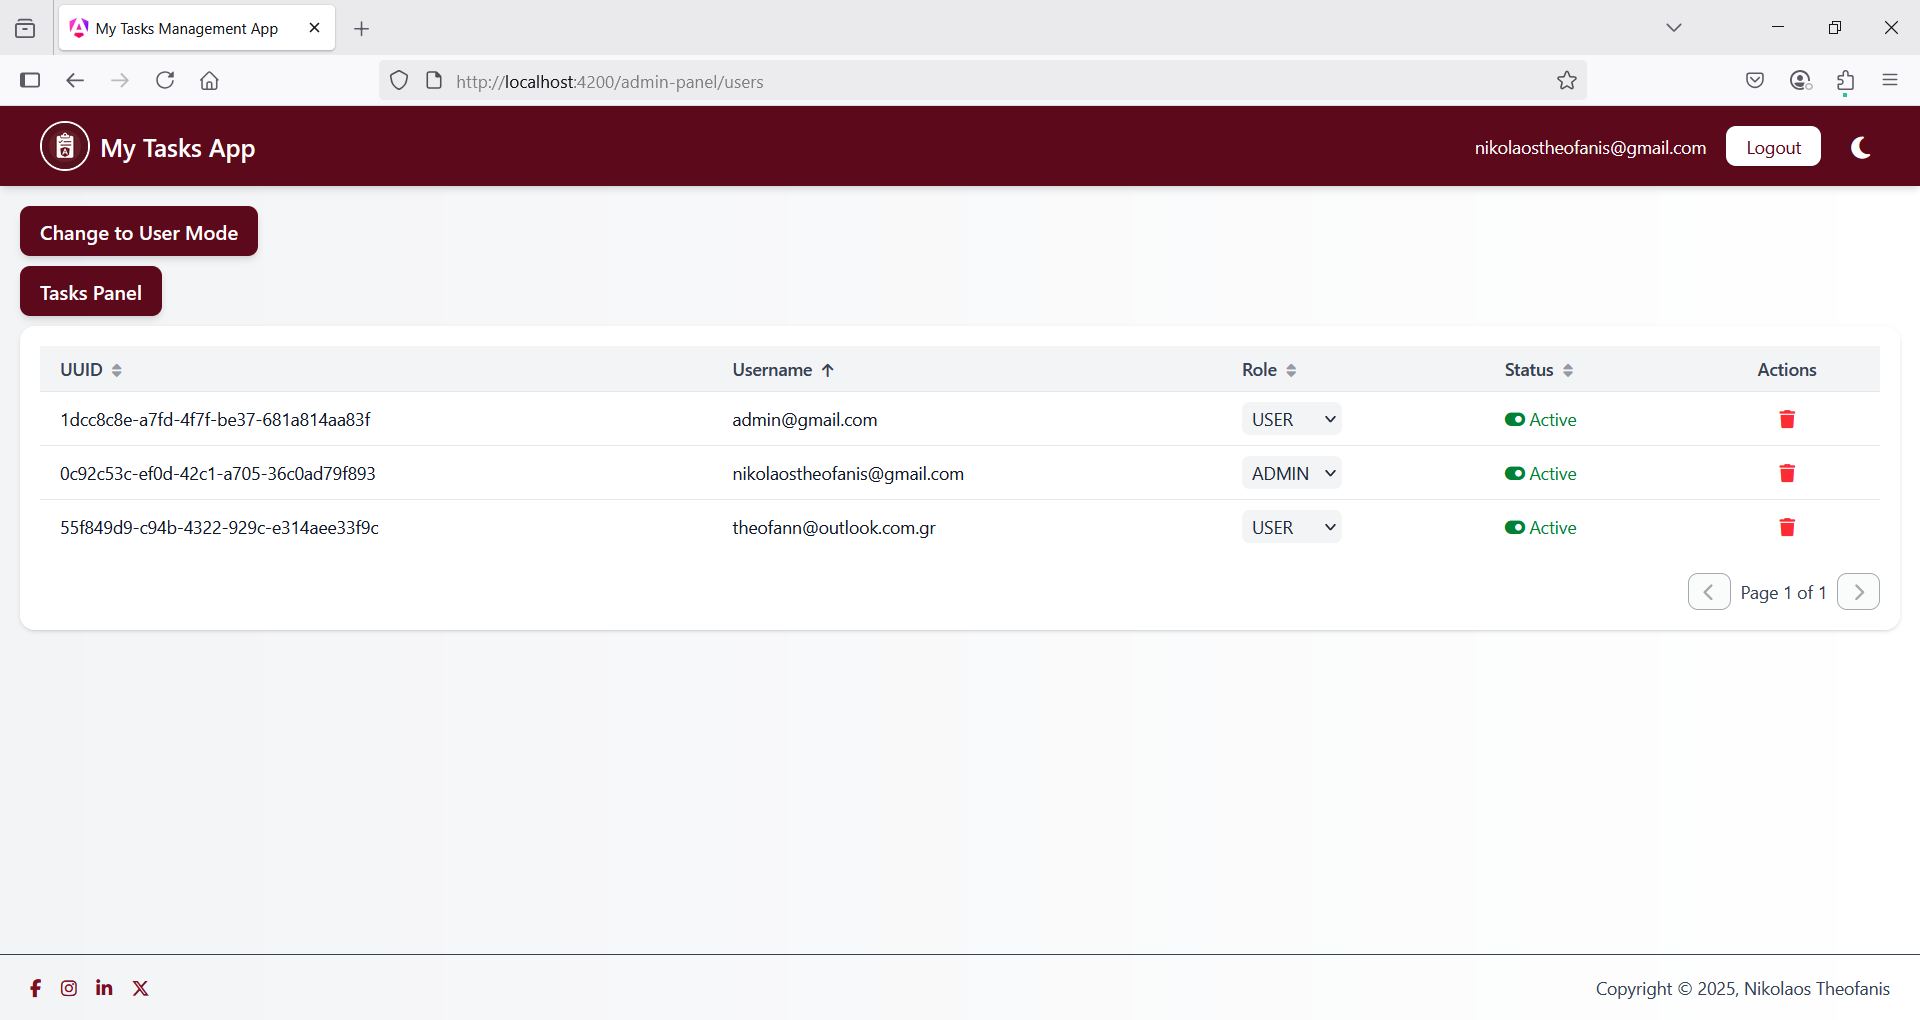 My Tasks Management App
http://localhost:4200/admin-panel/users
My Tasks App
nikolaostheofanis@gmail.com
Logout
Change to User Mode
Tasks Panel
UUID Username Role Status Actions
1dcc8c8e-a7fd-4f7f-be37-681a814aa83f admin@gmail.com USER Active
0c92c53c-ef0d-42c1-a705-36c0ad79f893 nikolaostheofanis@gmail.com ADMIN Active
55f849d9-c94b-4322-929c-e314aee33f9c theofann@outlook.com.gr USER Active
Page 1 of 1
Copyright © 2025, Nikolaos Theofanis